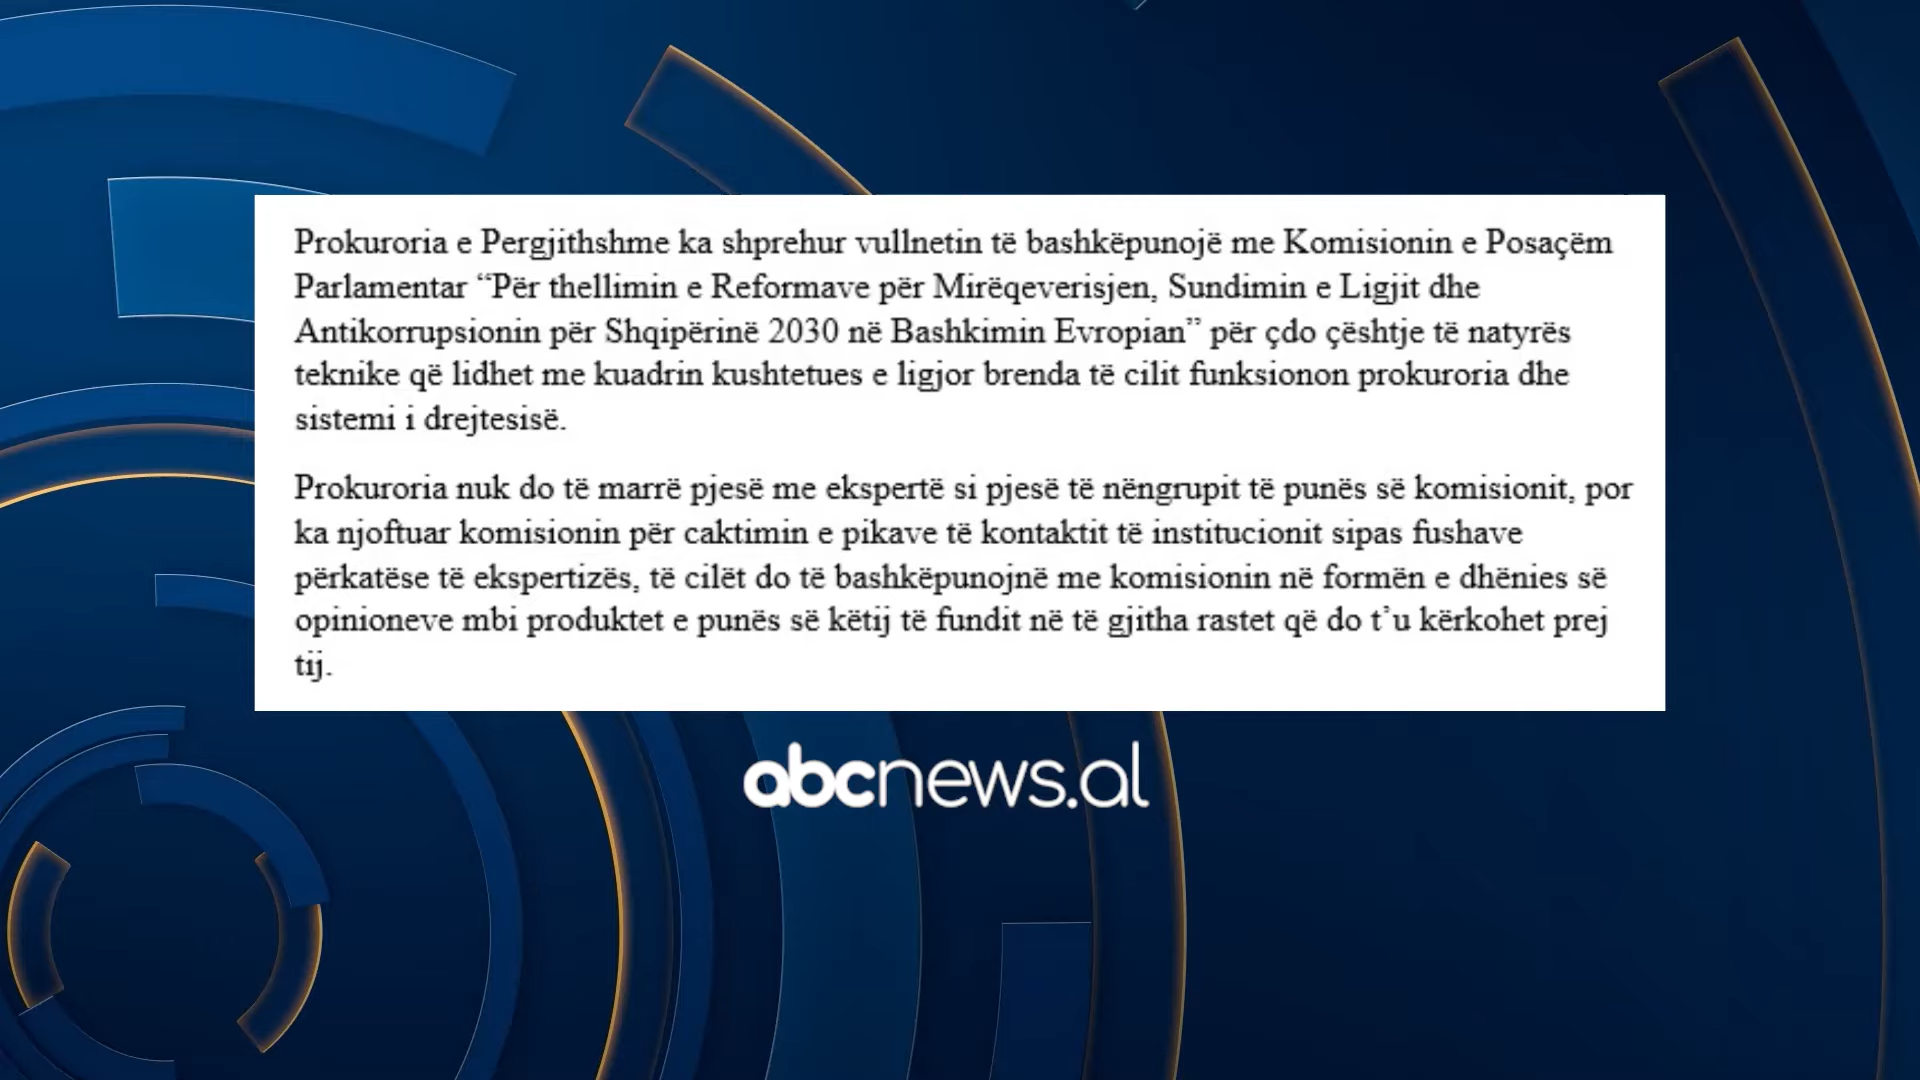 Prokuroria e Pergjithshme ka shprehur vullnetin të bashkëpunojë me Komisionin e Posaçëm
Parlamentar “Për thellimin e Reformave për Mirëqeverisjen, Sundimin e Ligjit dhe
Antikorrupsionin për Shqipërinë 2030 në Bashkimin Evropian” për çdo çështje të natyrës
teknike që lidhet me kuadrin kushtetues e ligjor brenda të cilit funksionon prokuroria dhe
sistemi i drejtesisë.
Prokuroria nuk do të marrë pjesë me ekspertë si pjesë të nëngrupit të punës së komisionit, por
ka njoftuar komisionin për caktimin e pikave të kontaktit të institucionit sipas fushave
përkatëse të ekspertizës, të cilët do të bashkëpunojnë me komisionin në formën e dhënies së
opinioneve mbi produktet e punës së këtij të fundit në të gjitha rastet që do t’u kërkohet prej
tij.
abcnews.al